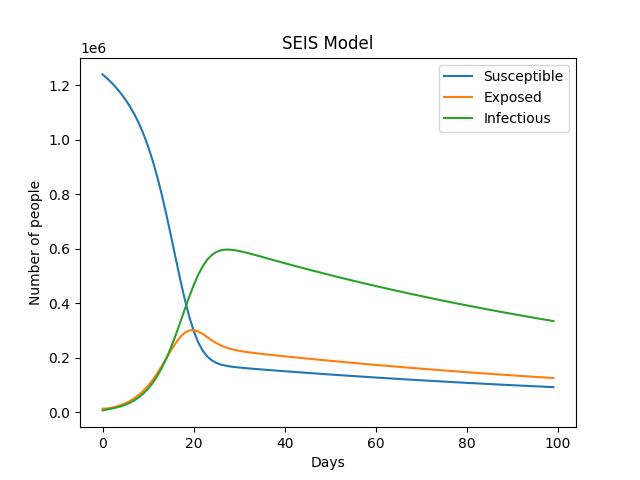 SEIS Model
1e6
Susceptible
Exposed
Infectious
1.2
1.0
0.8
0.6
0.4
0.2
0.0
Number of people
0 20 40 60 80 100
Days